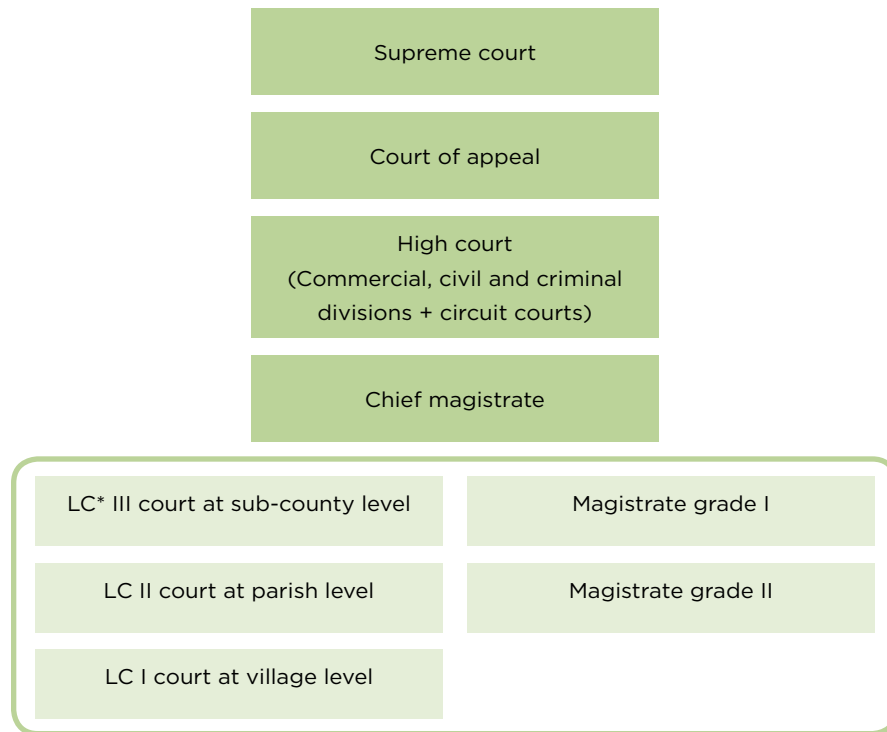 Supreme court
Court of appeal
High court
(Commercial, civil and criminal
divisions + circuit courts)
Chief magistrate
LC* III court at sub-county level
Magistrate grade I
LC II court at parish level
Magistrate grade II
LC I court at village level